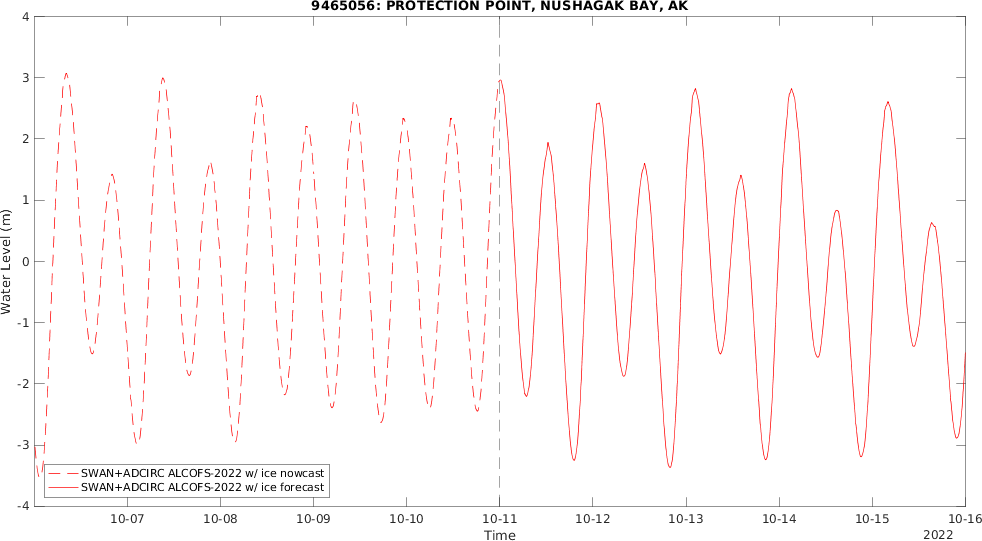 9465056: PROTECTION POINT, NUSHAGAK BAY, AK
Water Level (m)
4
3
2
1
0
-1
-2
-3
-4
SWAN+ADCIRC ALCOFS-2022 w/ ice nowcast
SWAN+ADCIRC ALCOFS-2022 w/ ice forecast
10-07 10-08 10-09 10-10 10-11 10-12 10-13 10-14 10-15 10-16
Time
2022